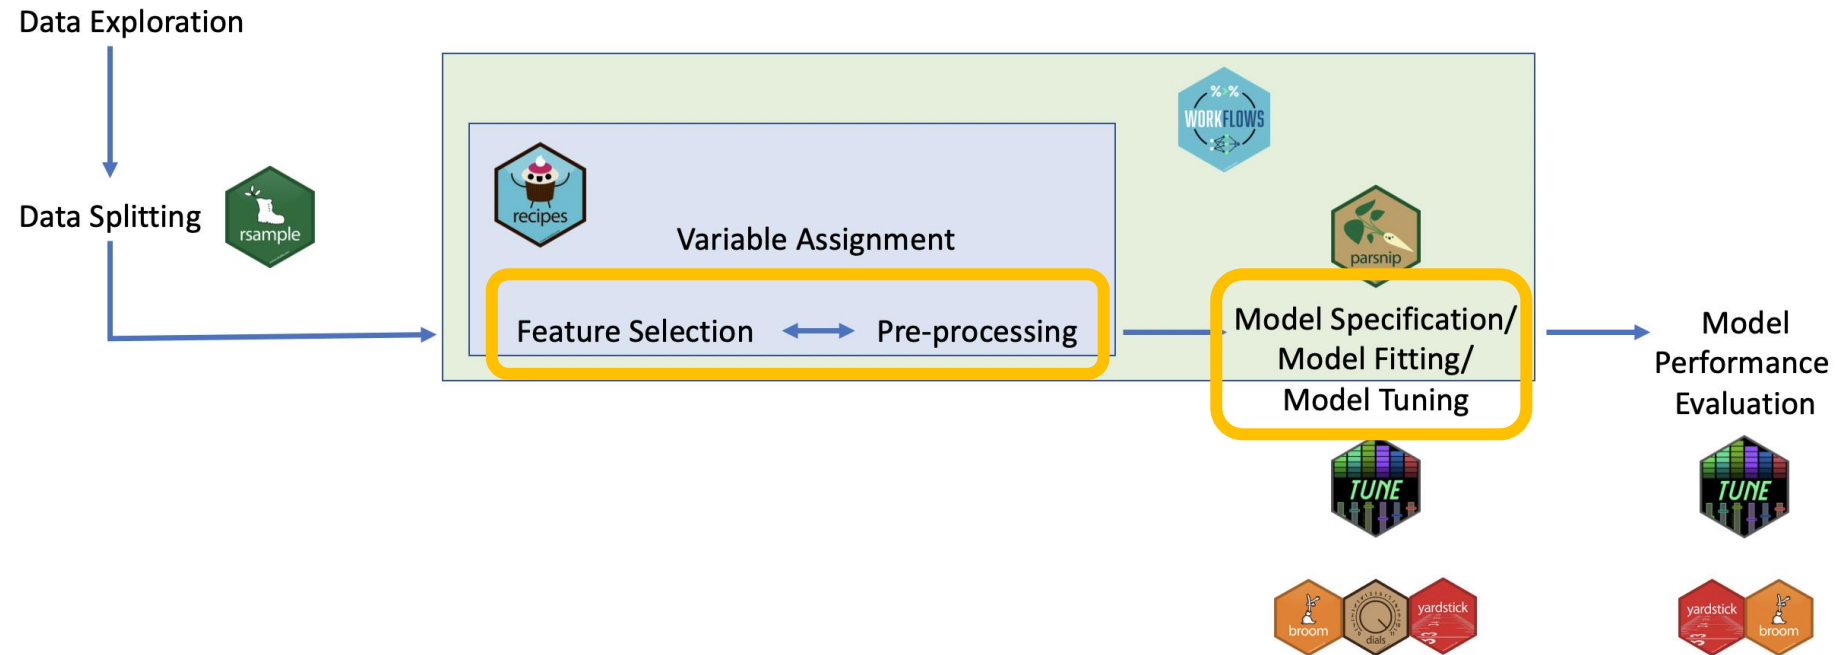 Data Exploration
%>%
WORKFLOWS
recipes
Data Splitting
rsample
Variable Assignment
parsnip
Feature Selection
Pre-processing
Model Specification/
Model Fitting/
Model Tuning
Model
Performance
Evaluation
TUNE
TUNE
broom
dials
yardstick
yardstick
broom